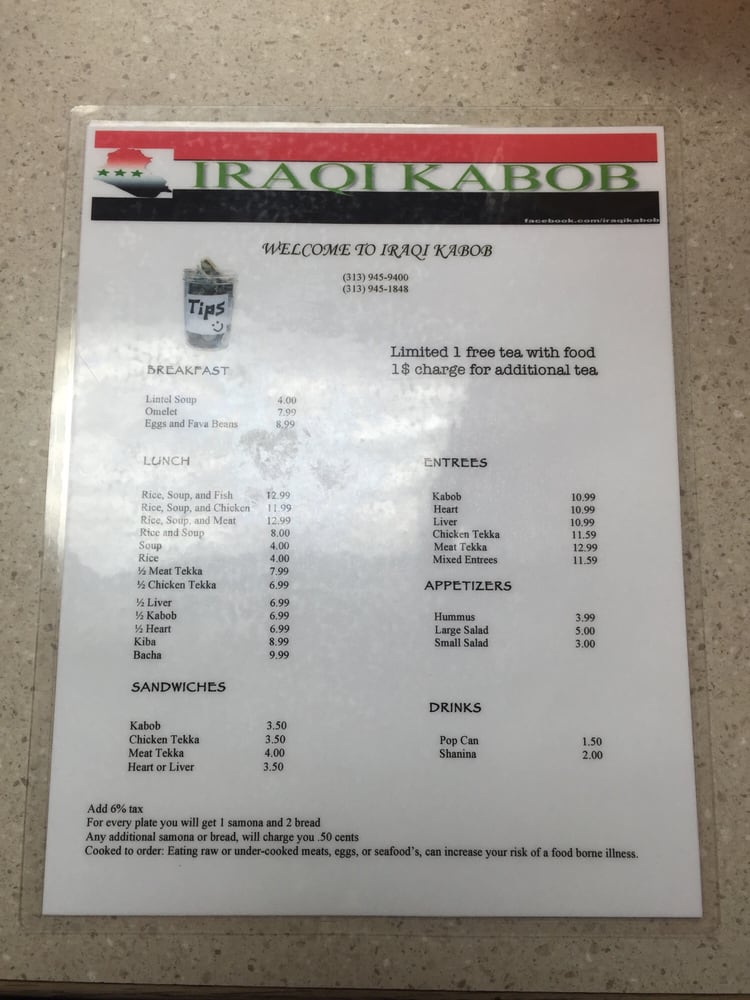 IRAQI KABOB
facebook.com/iraqikabob
WELCOME TO IRAQI KABOB
(313) 945-9400
(313) 945-1848
Tips
Limited 1 free tea with food
1$ charge for additional tea
BREAKFAST
Lintel Soup 4.00
Omelet 7.99
Eggs and Fava Beans 8.99
LUNCH
Rice, Soup, and Fish 12.99
Rice, Soup, and Chicken 11.99
Rice, Soup, and Meat 12.99
Rice and Soup 8.00
Soup 4.00
Rice 4.00
½ Meat Tekka 7.99
½ Chicken Tekka 6.99
½ Liver 6.99
½ Kabob 6.99
½ Heart 6.99
Kiba 8.99
Bacha 9.99
SANDWICHES
Kabob 3.50
Chicken Tekka 3.50
Meat Tekka 4.00
Heart or Liver 3.50
ENTREES
Kabob 10.99
Heart 10.99
Liver 10.99
Chicken Tekka 11.59
Meat Tekka 12.99
Mixed Entrees 11.59
APPETIZERS
Hummus 3.99
Large Salad 5.00
Small Salad 3.00
DRINKS
Pop Can 1.50
Shanina 2.00
Add 6% tax
For every plate you will get 1 samona and 2 bread
Any additional samona or bread, will charge you .50 cents
Cooked to order: Eating raw or under-cooked meats, eggs, or seafood's, can increase your risk of a food borne illness.